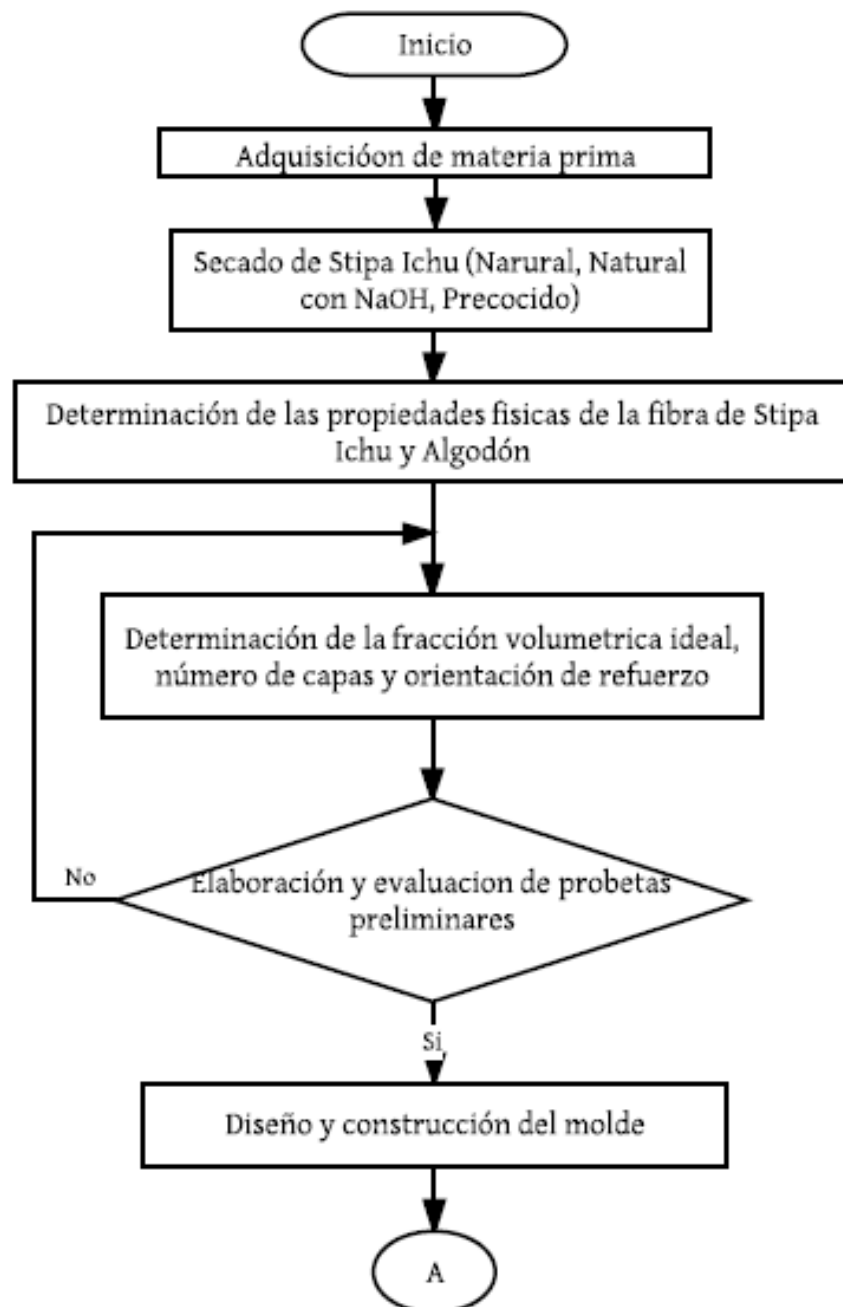 Inicio
Adquisicióon de materia prima
Secado de Stipa Ichu (Narural, Natural
con NaOH, Precocido)
Determinación de las propiedades fisicas de la fibra de Stipa
Ichu y Algodón
Determinación de la fracción volumetrica ideal,
número de capas y orientación de refuerzo
No
Elaboración y evaluacion de probetas
preliminares
Si
Diseño y construcción del molde
A